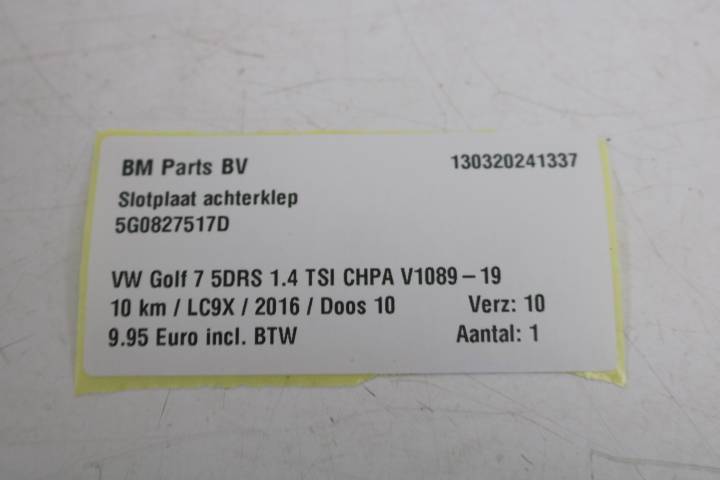 BM Parts BV 130320241337
Slotplaat achterklep
5G0827517D
VW Golf 7 5DRS 1.4 TSI CHPA V1089-19
10 km / LC9X / 2016 / Doos 10 Verz: 10
9.95 Euro incl. BTW Aantal: 1